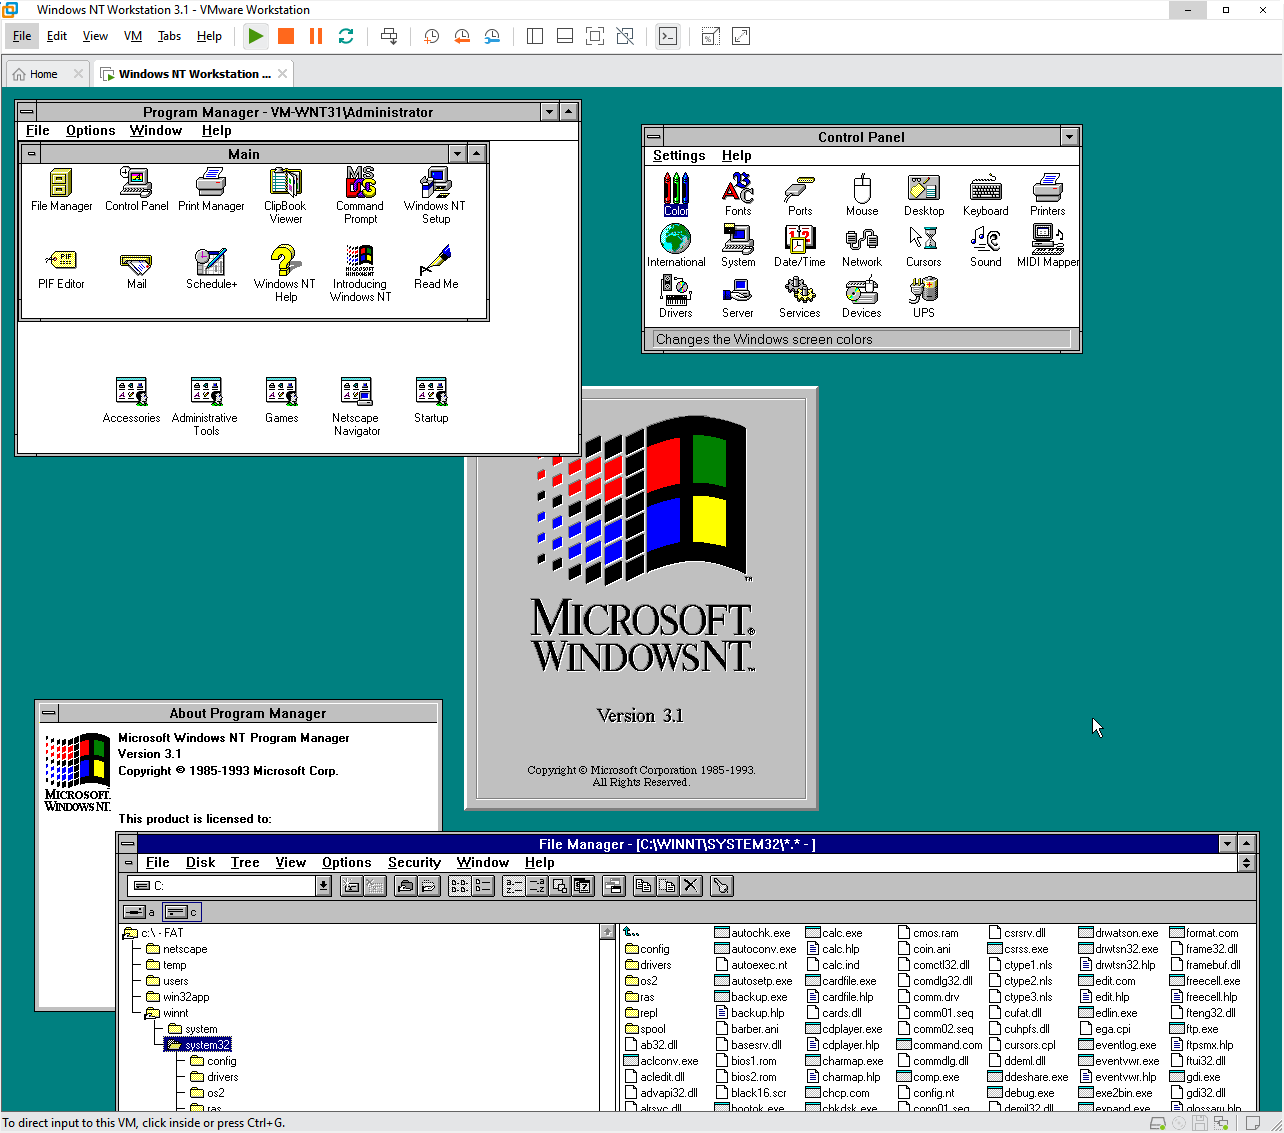 Windows NT Workstation 3.1 - VMware Workstation
File Edit View VM Tabs Help
Home Windows NT Workstation ...
Program Manager - VM-WNT31\Administrator
File Options Window Help
Main
File Manager Control Panel Print Manager ClipBook Viewer Command Prompt Windows NT Setup
PIF Editor Mail Schedule+ Windows NT Help Introducing Windows NT Read Me
Accessories Administrative Tools Games Netscape Navigator Startup
Control Panel
Settings Help
Color Fonts Ports Mouse Desktop Keyboard Printers
International System Date/Time Network Cursors Sound MIDI Mapper
Drivers Server Services Devices UPS
Changes the Windows screen colors
MICROSOFT®
WINDOWS NT™
Version 3.1
Copyright © Microsoft Corporation 1985-1993.
All Rights Reserved.
About Program Manager
MICROSOFT
WINDOWS NT
Microsoft Windows NT Program Manager
Version 3.1
Copyright © 1985-1993 Microsoft Corp.
This product is licensed to:
File Manager - [C:\WINNT\SYSTEM32\*.* - ]
File Disk Tree View Options Security Window Help
C:
a c
c:\ - FAT
netscape
temp
users
win32app
winnt
system
system32
config
drivers
os2
ras
.. autochk.exe calc.exe cmos.ram csrsrv.dll drwatson.exe format.com
config autoconv.exe calc.hlp coin.ani csrss.exe drwtsn32.exe frame32.dll
drivers autoexec.nt calc.ind comctl32.dll ctype1.nls drwtsn32.hlp framebuf.dll
os2 autosetp.exe cardfile.exe comdlg32.dll ctype2.nls edit.com freecell.exe
ras backup.exe cardfile.hlp comm.drv ctype3.nls edit.hlp freecell.hlp
repl backup.hlp cards.dll comm01.seq cufat.dll edlin.exe fteng32.dll
spool barber.ani cdplayer.exe comm02.seq cuhpfs.dll ega.cpi ftp.exe
ab32.dll basesrv.dll cdplayer.hlp command.com cursors.cpl eventlog.exe ftpsmx.hlp
aclconv.exe bios1.rom charmap.exe commdlg.dll ddeml.dll eventvwr.exe ftui32.dll
acledit.dll bios2.rom charmap.hlp comp.exe ddeshare.exe eventvwr.hlp gdi.exe
advapi32.dll black16.scr chcp.com config.nt debug.exe exe2bin.exe gdi32.dll
alrsvc.dll bootok.exe chkdsk.exe conn01.seq demil32.dll expand.exe glossary.hlp
To direct input to this VM, click inside or press Ctrl+G.